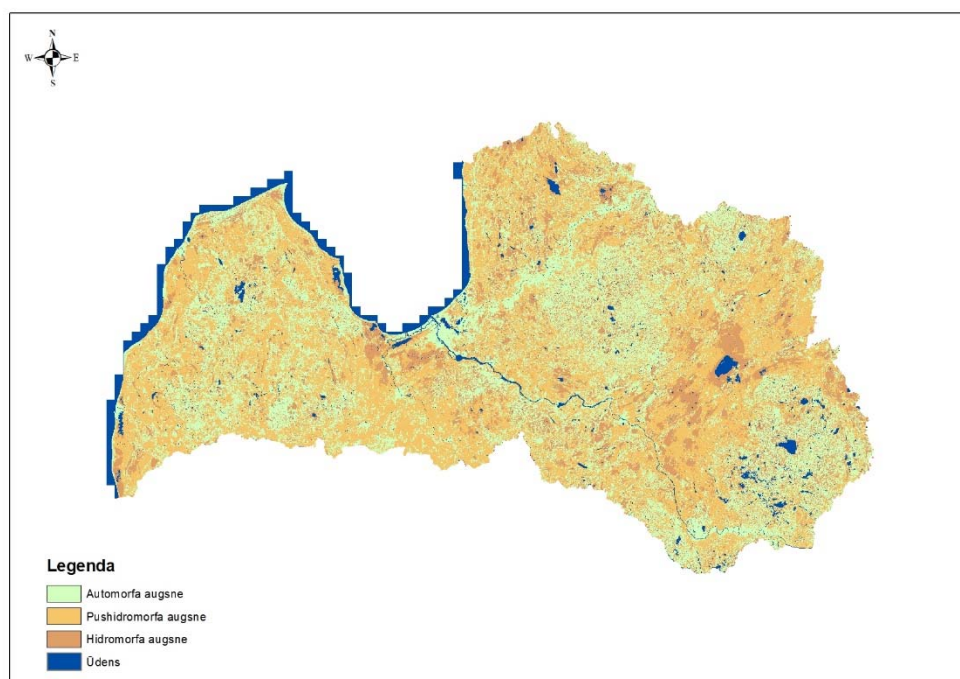 N
W E
S
Legenda
Automorfa augsne
Pushidromorfa augsne
Hidromorfa augsne
Ūdens